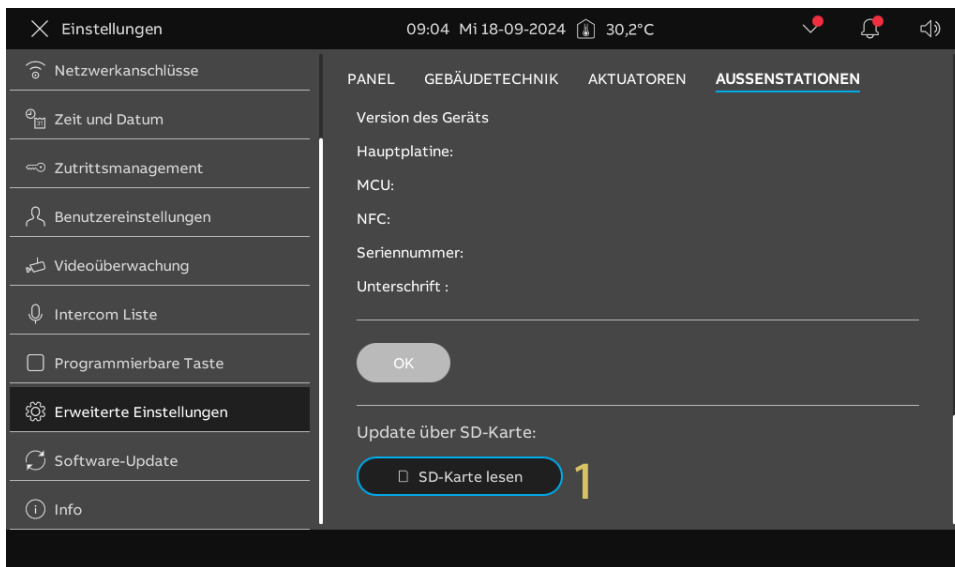 Einstellungen
09:04 Mi 18-09-2024 30,2°C
Netzwerkanschlüsse
Zeit und Datum
Zutrittsmanagement
Benutzereinstellungen
Videoüberwachung
Intercom Liste
Programmierbare Taste
Erweiterte Einstellungen
Software-Update
Info
PANEL GEBÄUDETECHNIK AKTUATOREN AUSSENSTATIONEN
Version des Geräts
Hauptplatine:
MCU:
NFC:
Seriennummer:
Unterschrift :
OK
Update über SD-Karte:
SD-Karte lesen 1